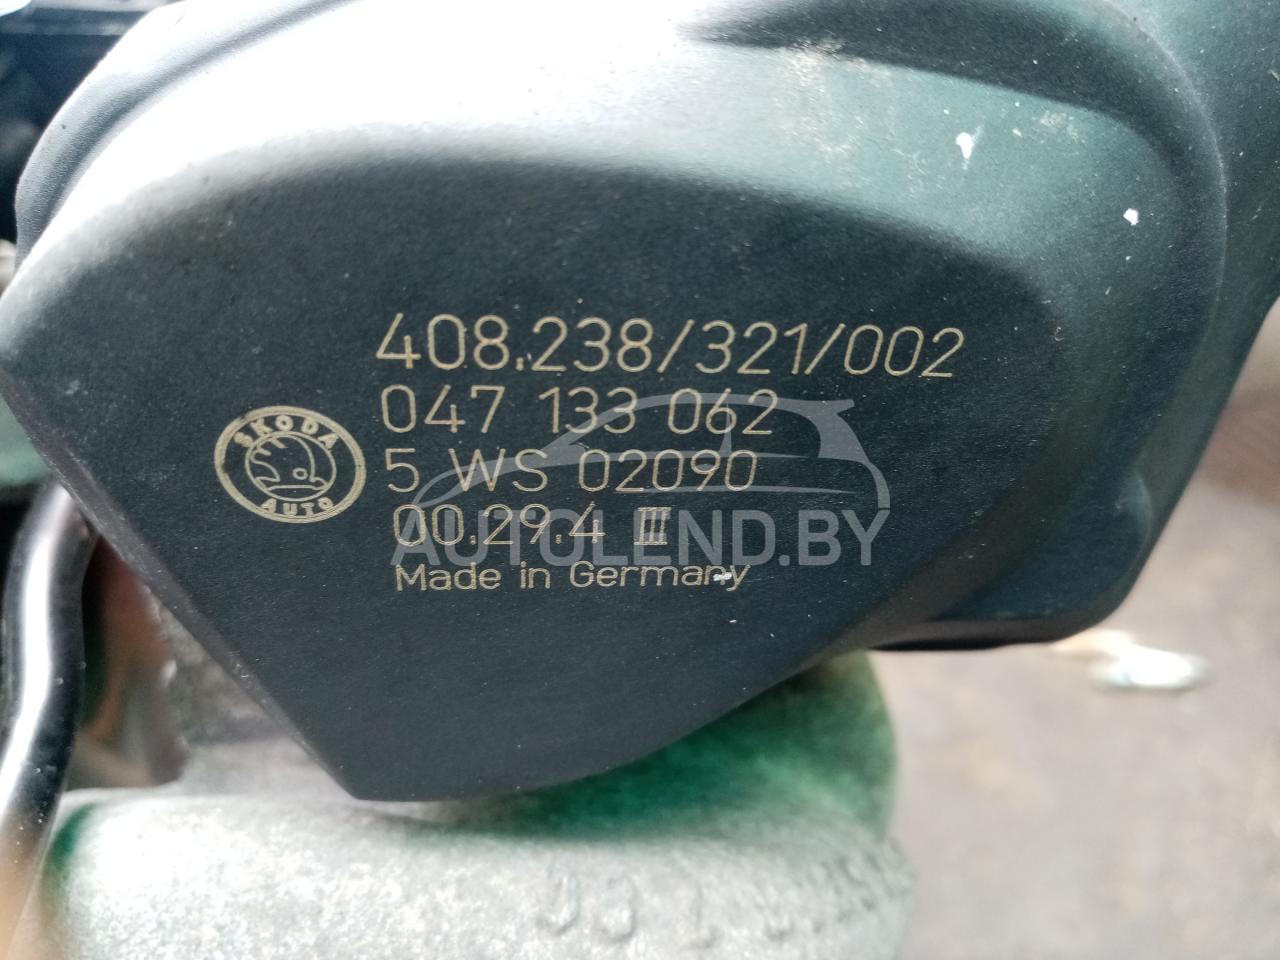 408.238/321/002
047 133 062
ŠKODA
AUTO
5 WS 02090
00.29.4 III
AUTOLEND.BY
Made in Germany